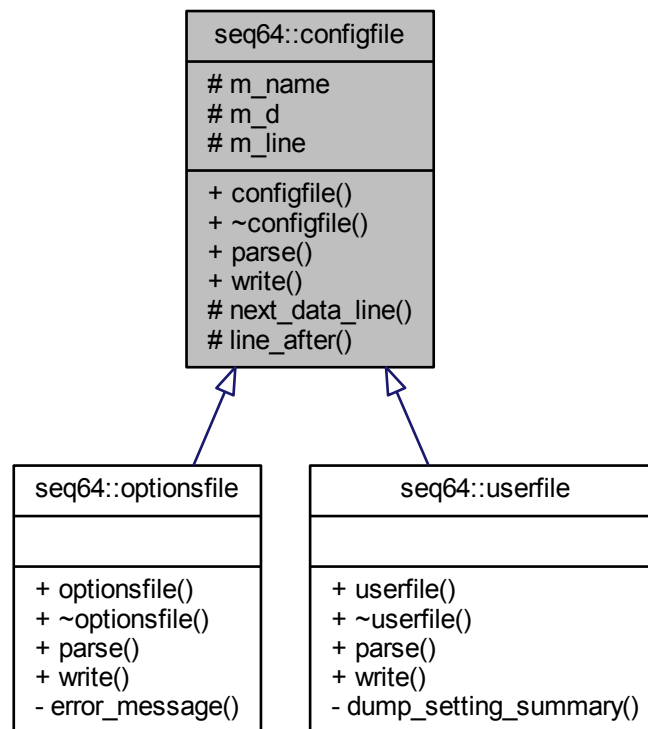 seq64::configfile
# m_name
# m_d
# m_line
+ configfile()
+ ~configfile()
+ parse()
+ write()
# next_data_line()
# line_after()
seq64::optionsfile
+ optionsfile()
+ ~optionsfile()
+ parse()
+ write()
- error_message()
seq64::userfile
+ userfile()
+ ~userfile()
+ parse()
+ write()
- dump_setting_summary()